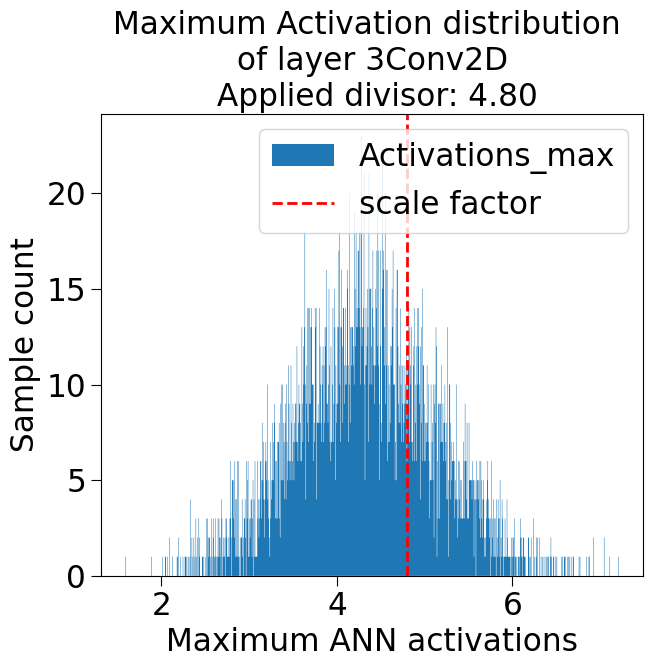 Maximum Activation distribution
of layer 3Conv2D
Applied divisor: 4.80
Activations_max
scale factor
Sample count
20
15
10
5
0
2 4 6
Maximum ANN activations